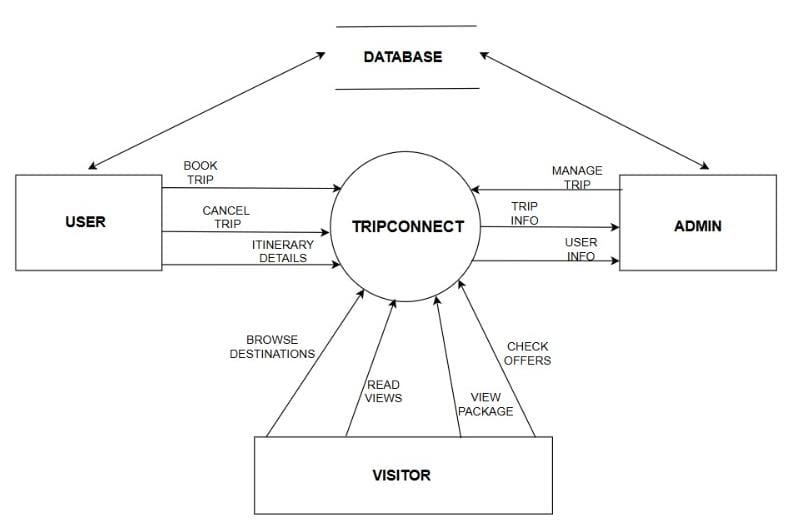 DATABASE
BOOK
TRIP
MANAGE
TRIP
USER
CANCEL
TRIP
TRIPCONNECT
TRIP
INFO
ADMIN
ITINERARY
DETAILS
USER
INFO
BROWSE
DESTINATIONS
CHECK
OFFERS
READ
VIEWS
VIEW
PACKAGE
VISITOR